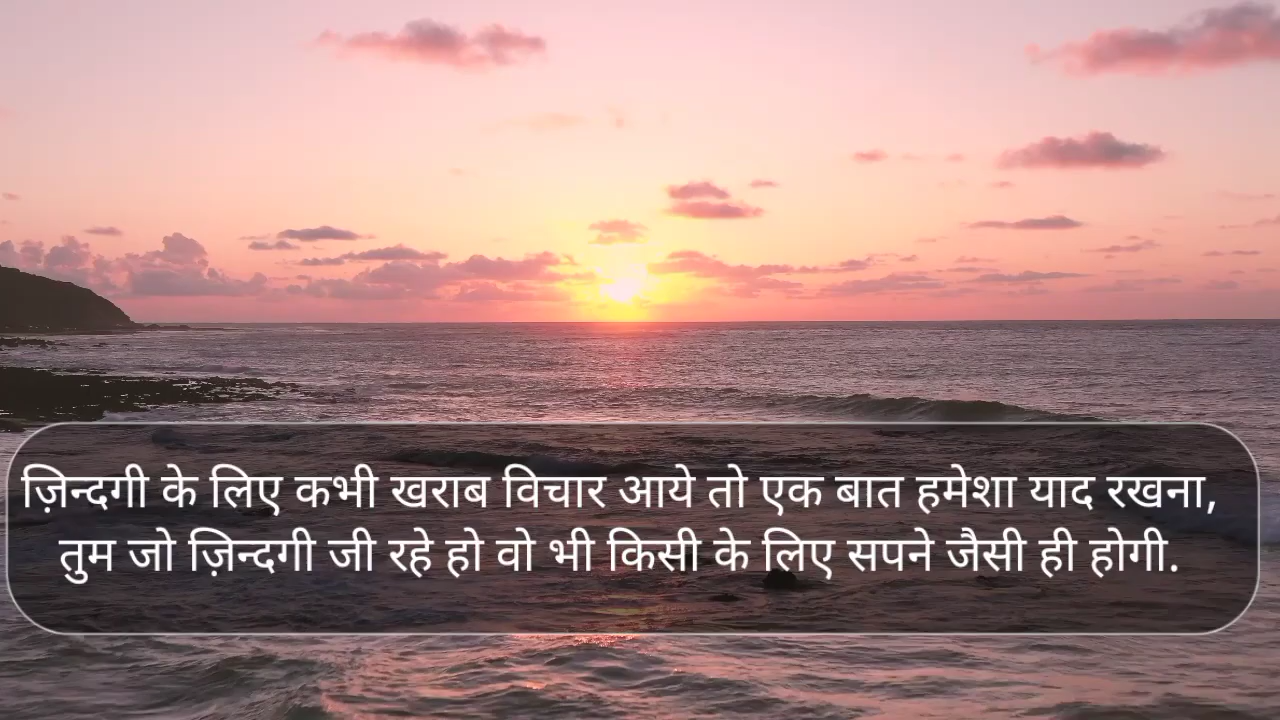 ज़िन्दगी के लिए कभी खराब विचार आये तो एक बात हमेशा याद रखना,
तुम जो ज़िन्दगी जी रहे हो वो भी किसी के लिए सपने जैसी ही होगी.